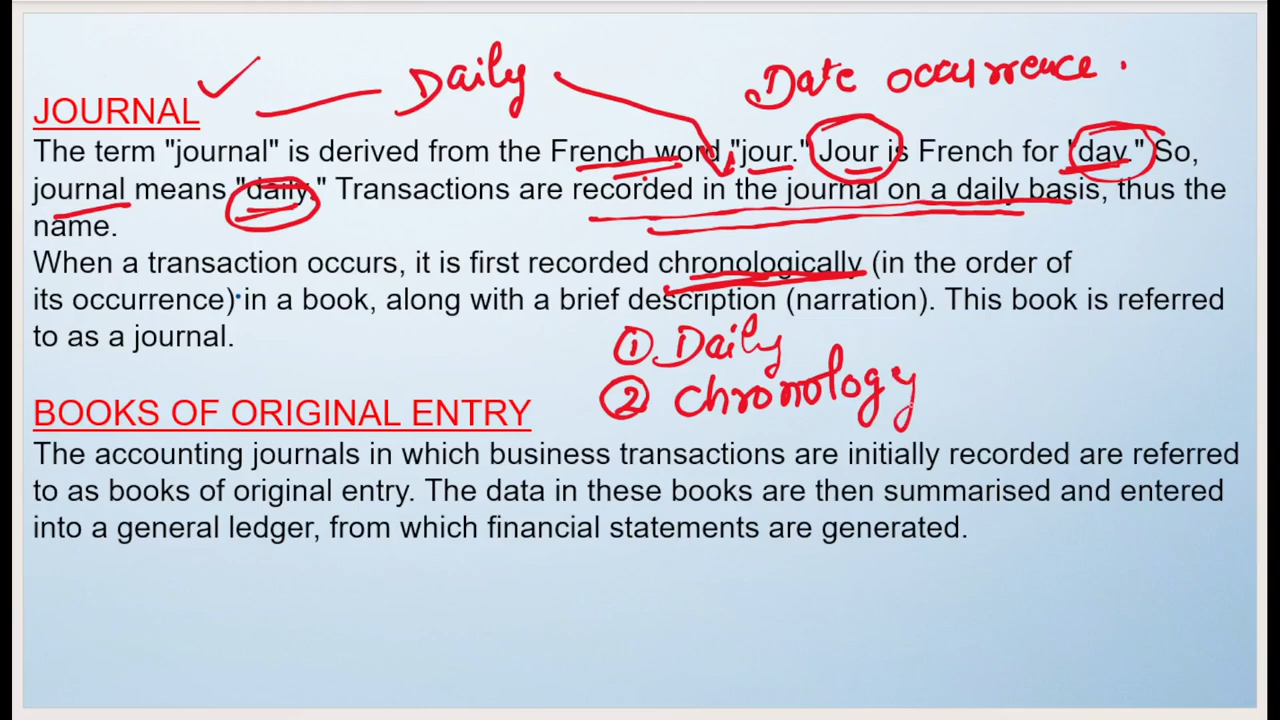 Daily
Date occurrence.
JOURNAL
The term "journal" is derived from the French word "jour." Jour is French for "day." So,
journal means "daily." Transactions are recorded in the journal on a daily basis, thus the
name.
When a transaction occurs, it is first recorded chronologically (in the order of
its occurrence) in a book, along with a brief description (narration). This book is referred
to as a journal.
① Daily
② chronology
BOOKS OF ORIGINAL ENTRY
The accounting journals in which business transactions are initially recorded are referred
to as books of original entry. The data in these books are then summarised and entered
into a general ledger, from which financial statements are generated.